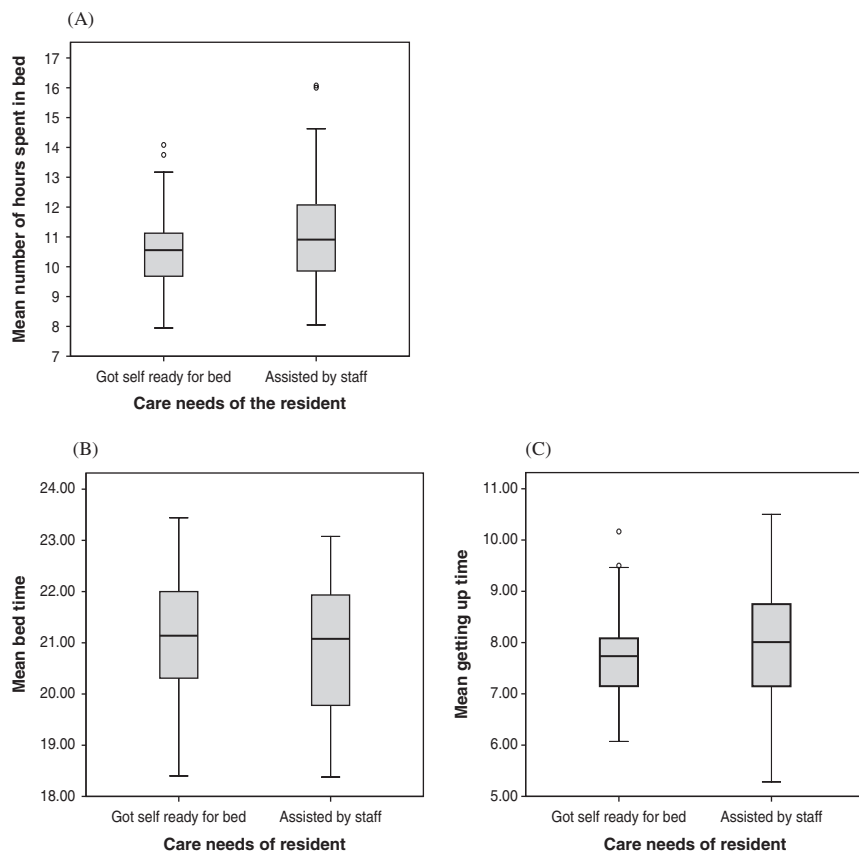 (A)
Mean number of hours spent in bed
17
16
15
14
13
12
11
10
9
8
7
Got self ready for bed
Assisted by staff
Care needs of the resident
(B)
Mean bed time
24.00
23.00
22.00
21.00
20.00
19.00
18.00
Got self ready for bed
Assisted by staff
Care needs of resident
(C)
Mean getting up time
11.00
10.00
9.00
8.00
7.00
6.00
5.00
Got self ready for bed
Assisted by staff
Care needs of resident